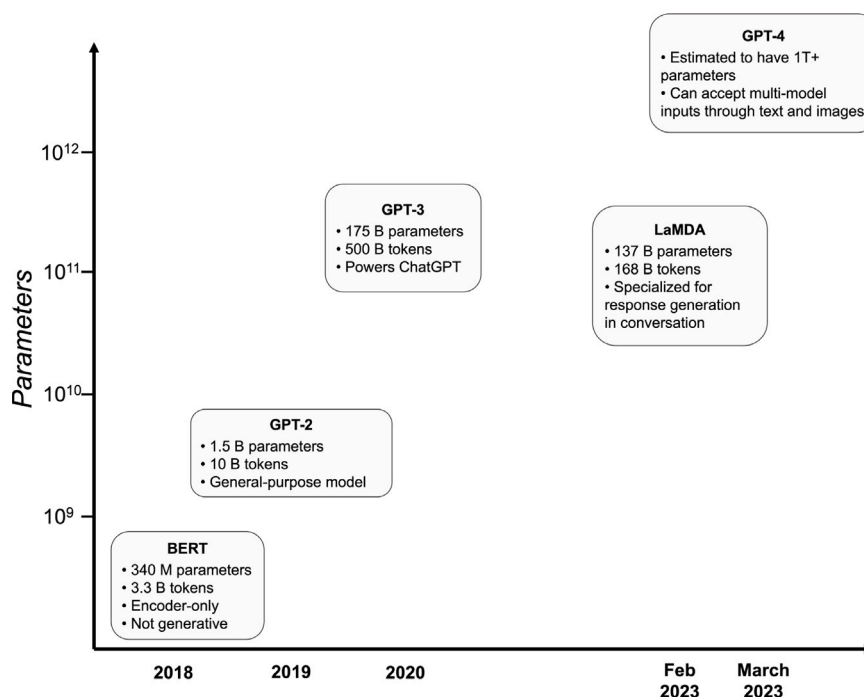 GPT-4
• Estimated to have 1T+
parameters
• Can accept multi-model
inputs through text and images
10¹²
GPT-3
• 175 B parameters
• 500 B tokens
• Powers ChatGPT
LaMDA
• 137 B parameters
• 168 B tokens
• Specialized for
response generation
in conversation
10¹¹
Parameters
10¹⁰
GPT-2
• 1.5 B parameters
• 10 B tokens
• General-purpose model
10⁹
BERT
• 340 M parameters
• 3.3 B tokens
• Encoder-only
• Not generative
2018
2019
2020
Feb
2023
March
2023